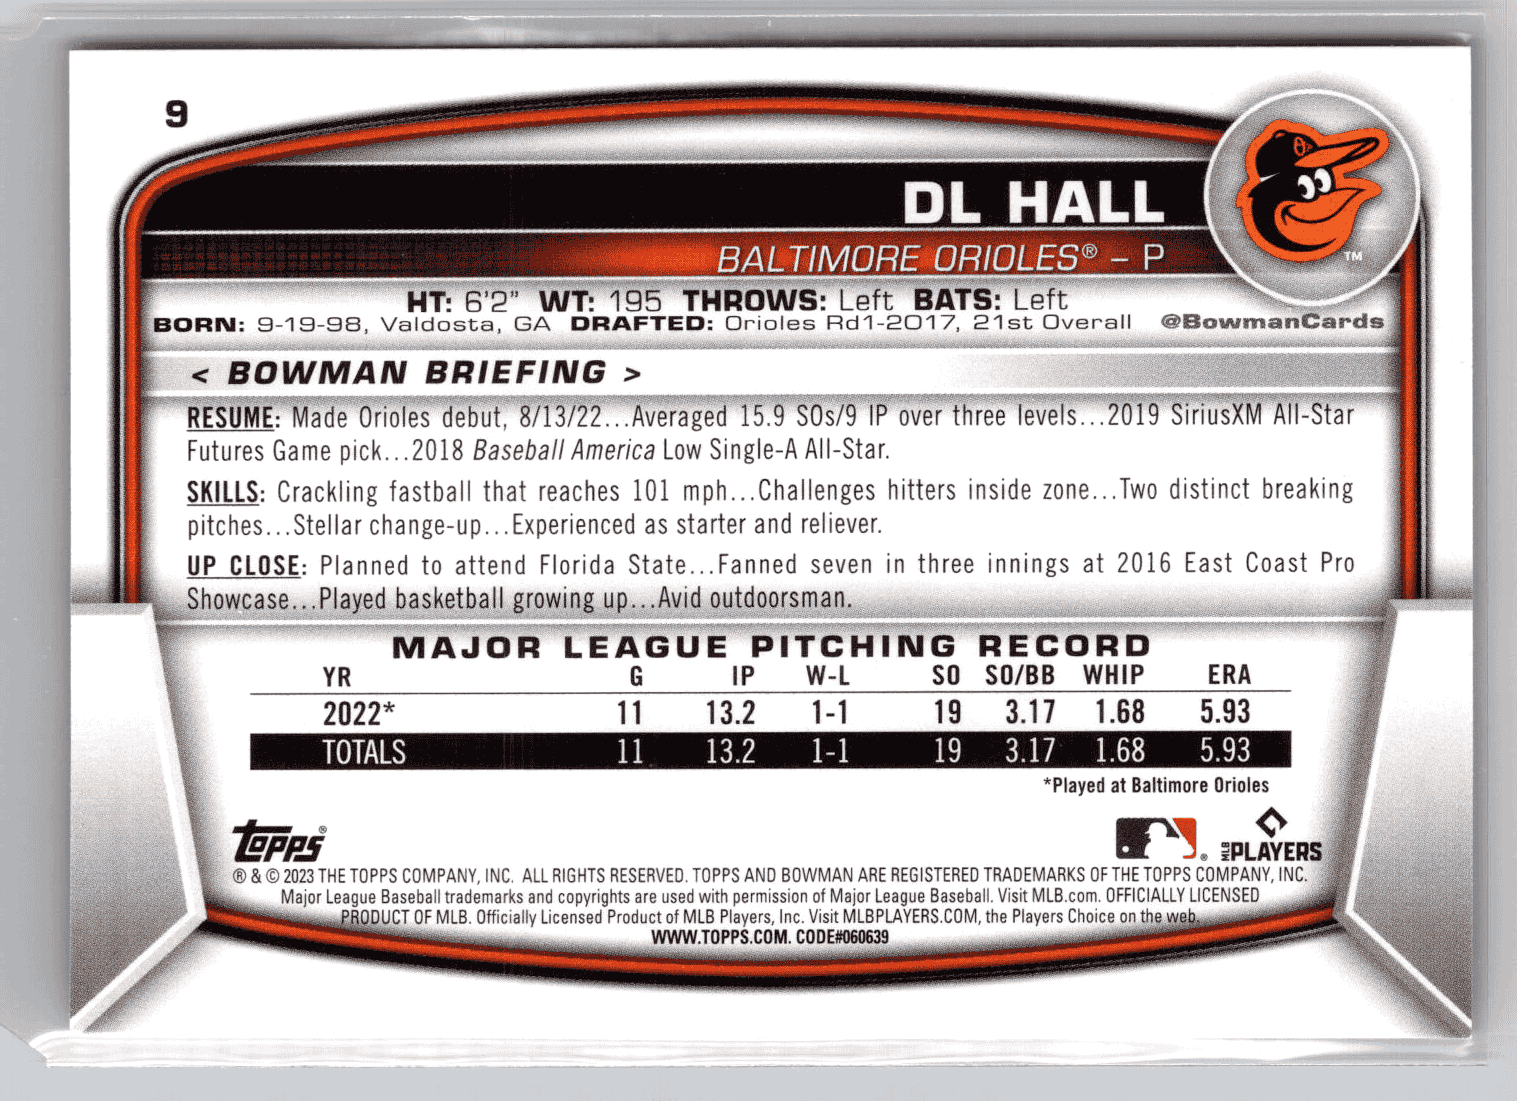 9
DL HALL
BALTIMORE ORIOLES® – P
™
HT: 6'2" WT: 195 THROWS: Left BATS: Left
BORN: 9-19-98, Valdosta, GA DRAFTED: Orioles Rd1-2017, 21st Overall @BowmanCards
< BOWMAN BRIEFING >
RESUME: Made Orioles debut, 8/13/22...Averaged 15.9 SOs/9 IP over three levels...2019 SiriusXM All-Star
Futures Game pick...2018 Baseball America Low Single-A All-Star.
SKILLS: Crackling fastball that reaches 101 mph...Challenges hitters inside zone...Two distinct breaking
pitches...Stellar change-up...Experienced as starter and reliever.
UP CLOSE: Planned to attend Florida State...Fanned seven in three innings at 2016 East Coast Pro
Showcase...Played basketball growing up...Avid outdoorsman.
MAJOR LEAGUE PITCHING RECORD
YR G IP W-L SO SO/BB WHIP ERA
2022* 11 13.2 1-1 19 3.17 1.68 5.93
TOTALS 11 13.2 1-1 19 3.17 1.68 5.93
*Played at Baltimore Orioles
Topps® ® MLB PLAYERS
® & © 2023 THE TOPPS COMPANY, INC. ALL RIGHTS RESERVED. TOPPS AND BOWMAN ARE REGISTERED TRADEMARKS OF THE TOPPS COMPANY, INC.
Major League Baseball trademarks and copyrights are used with permission of Major League Baseball. Visit MLB.com. OFFICIALLY LICENSED
PRODUCT OF MLB. Officially Licensed Product of MLB Players, Inc. Visit MLBPLAYERS.COM, the Players Choice on the web.
WWW.TOPPS.COM. CODE#060639